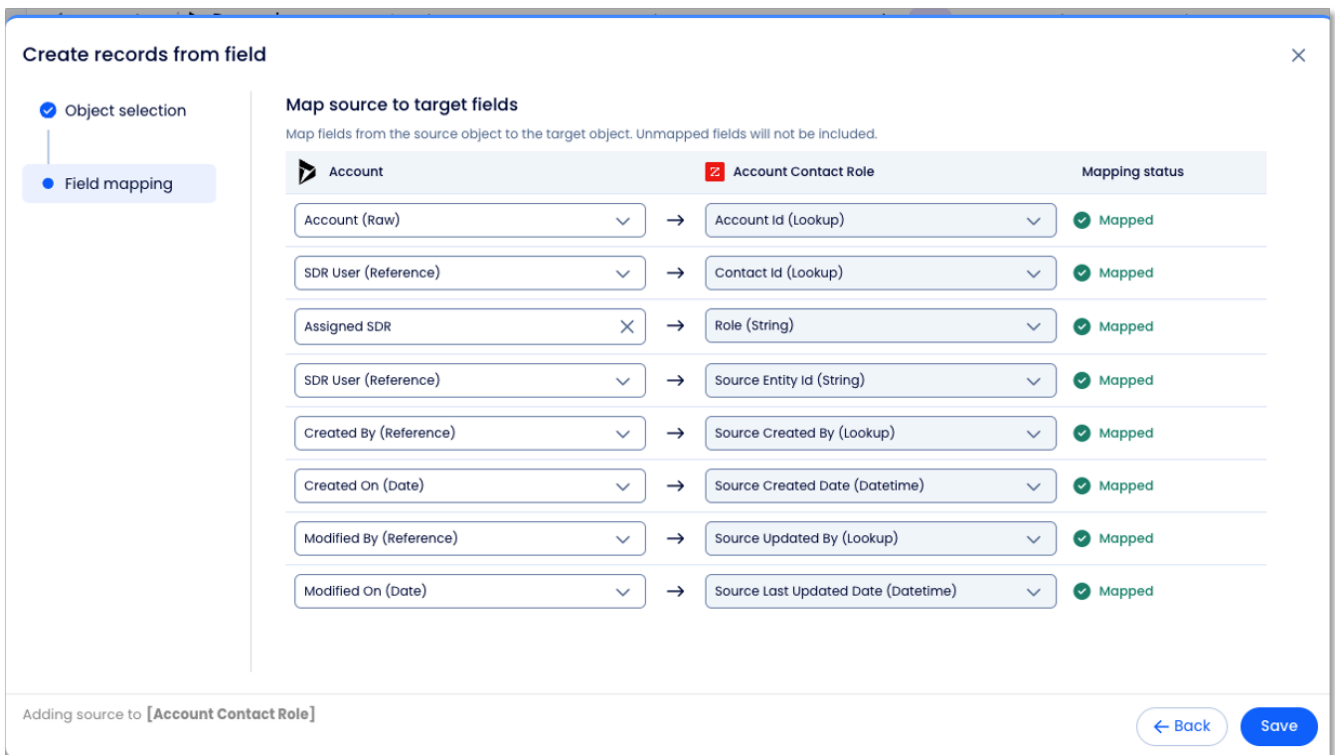 Create records from field
Object selection
Field mapping
Map source to target fields
Map fields from the source object to the target object. Unmapped fields will not be included.
Account Account Contact Role Mapping status
Account (Raw) → Account Id (Lookup) Mapped
SDR User (Reference) → Contact Id (Lookup) Mapped
Assigned SDR → Role (String) Mapped
SDR User (Reference) → Source Entity Id (String) Mapped
Created By (Reference) → Source Created By (Lookup) Mapped
Created On (Date) → Source Created Date (Datetime) Mapped
Modified By (Reference) → Source Updated By (Lookup) Mapped
Modified On (Date) → Source Last Updated Date (Datetime) Mapped
Adding source to [Account Contact Role]
← Back Save